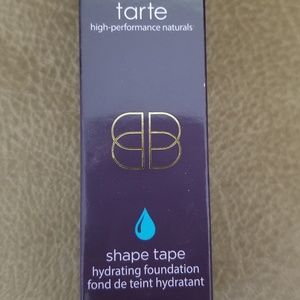 tarte
high-performance naturals
shape tape
hydrating foundation
fond de teint hydratant